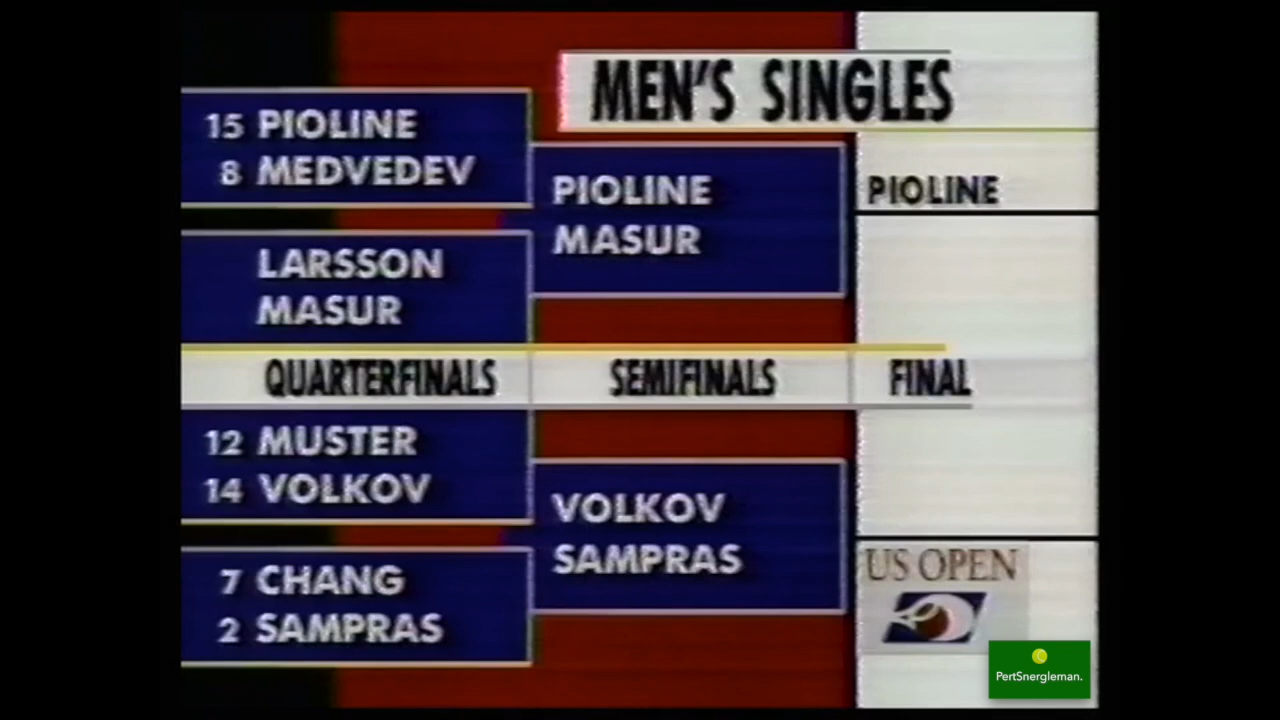 MEN'S SINGLES
15 PIOLINE
8 MEDVEDEV
PIOLINE
MASUR
PIOLINE
LARSSON
MASUR
QUARTERFINALS SEMIFINALS FINAL
12 MUSTER
14 VOLKOV
VOLKOV
SAMPRAS
7 CHANG
2 SAMPRAS
US OPEN
PertSnergleman.